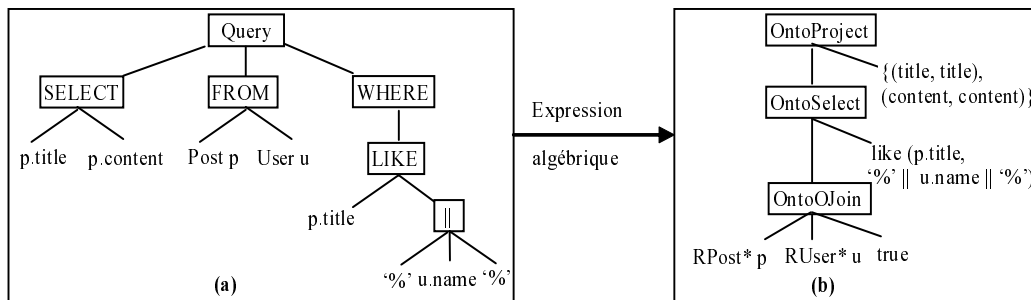 Query
SELECT FROM WHERE
p.title p.content Post p User u LIKE
p.title ||
‘%’ u.name ‘%’
(a)
Expression
algébrique
OntoProject
{(title, title),
(content, content)}
OntoSelect
like (p.title,
‘%’ || u.name || ‘%’)
OntoOJoin
RPost* p RUser* u true
(b)